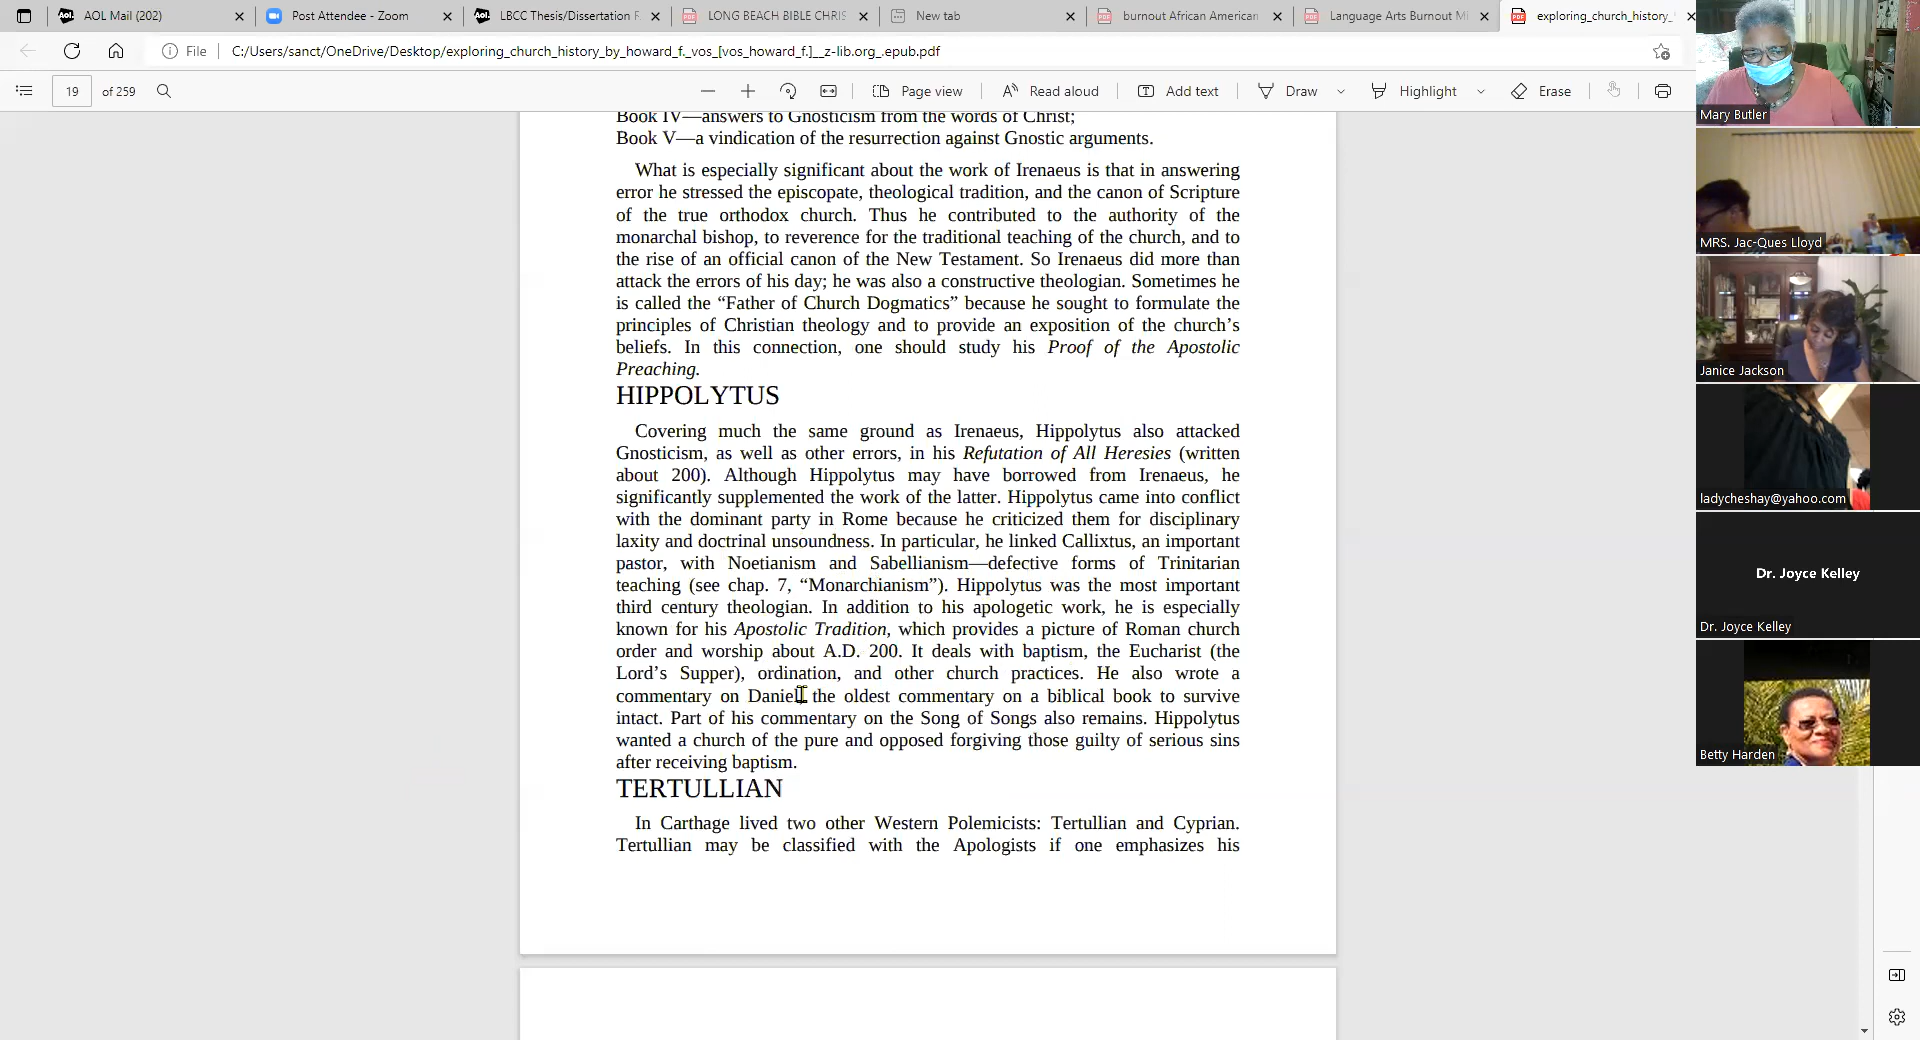 AOL Mail (202)
Post Attendee - Zoom
Aol. LBCC Thesis/Dissertation R
LONG BEACH BIBLE CHRIS
New tab
burnout African American
Language Arts Burnout Mi
exploring_church_history_
File
C:/Users/sanct/OneDrive/Desktop/exploring_church_history_by_howard_f._vos_[vos_howard_f.]__z-lib.org_.epub.pdf
19 of 259
Page view
Read aloud
Add text
Draw
Highlight
Erase
Book IV—answers to Gnosticism from the words of Christ;
Book V—a vindication of the resurrection against Gnostic arguments.
What is especially significant about the work of Irenaeus is that in answering
error he stressed the episcopate, theological tradition, and the canon of Scripture
of the true orthodox church. Thus he contributed to the authority of the
monarchal bishop, to reverence for the traditional teaching of the church, and to
the rise of an official canon of the New Testament. So Irenaeus did more than
attack the errors of his day; he was also a constructive theologian. Sometimes he
is called the “Father of Church Dogmatics” because he sought to formulate the
principles of Christian theology and to provide an exposition of the church’s
beliefs. In this connection, one should study his Proof of the Apostolic
Preaching.
HIPPOLYTUS
Covering much the same ground as Irenaeus, Hippolytus also attacked
Gnosticism, as well as other errors, in his Refutation of All Heresies (written
about 200). Although Hippolytus may have borrowed from Irenaeus, he
significantly supplemented the work of the latter. Hippolytus came into conflict
with the dominant party in Rome because he criticized them for disciplinary
laxity and doctrinal unsoundness. In particular, he linked Callixtus, an important
pastor, with Noetianism and Sabellianism—defective forms of Trinitarian
teaching (see chap. 7, “Monarchianism”). Hippolytus was the most important
third century theologian. In addition to his apologetic work, he is especially
known for his Apostolic Tradition, which provides a picture of Roman church
order and worship about A.D. 200. It deals with baptism, the Eucharist (the
Lord’s Supper), ordination, and other church practices. He also wrote a
commentary on Daniel, the oldest commentary on a biblical book to survive
intact. Part of his commentary on the Song of Songs also remains. Hippolytus
wanted a church of the pure and opposed forgiving those guilty of serious sins
after receiving baptism.
TERTULLIAN
In Carthage lived two other Western Polemicists: Tertullian and Cyprian.
Tertullian may be classified with the Apologists if one emphasizes his
Mary Butler
MRS. Jac-Ques Lloyd
Janice Jackson
ladycheshay@yahoo.com
Dr. Joyce Kelley
Dr. Joyce Kelley
Betty Harden